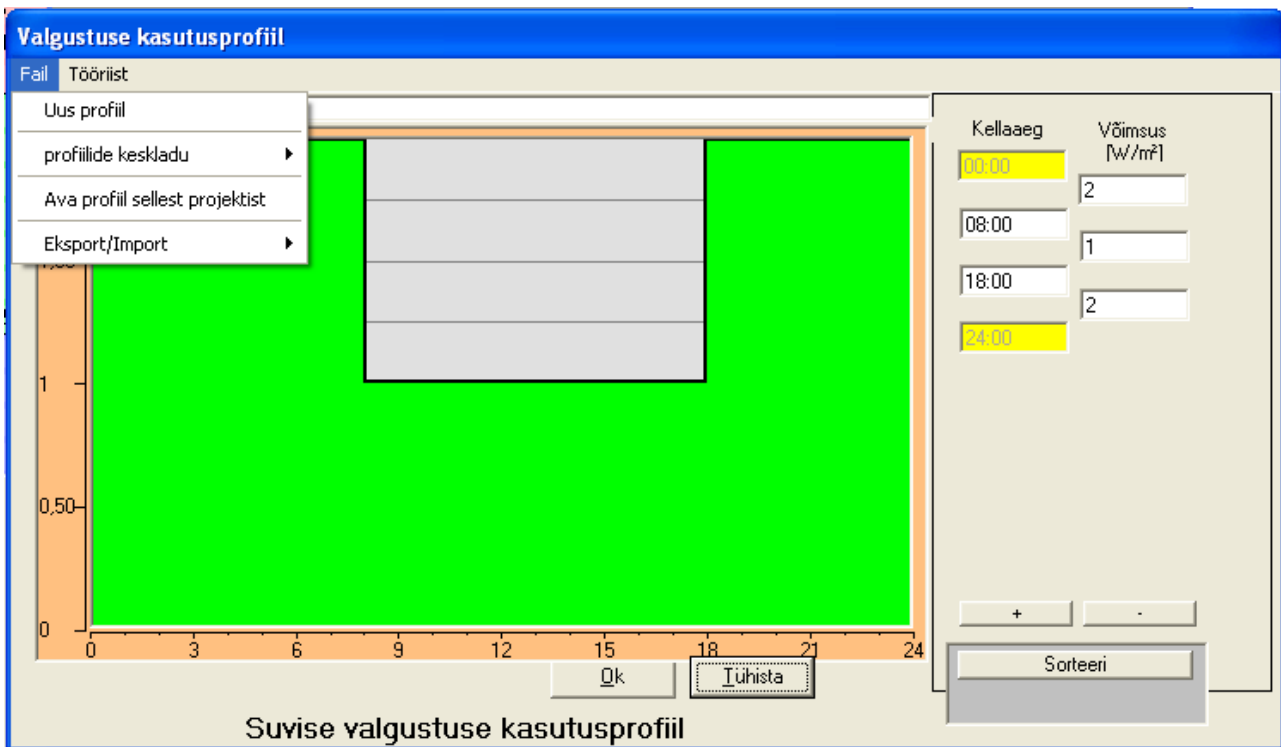 Valgustuse kasutusprofiil
Fail Tööriist
Uus profiil
profiilide keskladu
Ava profiil sellest projektist
Eksport/Import
Kellaaeg
Võimsus
[W/m²]
00:00
2
08:00
1
18:00
2
24:00
1
0,50
0
0 3 6 9 12 15 18 21 24
+ -
Ok Tühista
Sorteeri
Suvise valgustuse kasutusprofiil